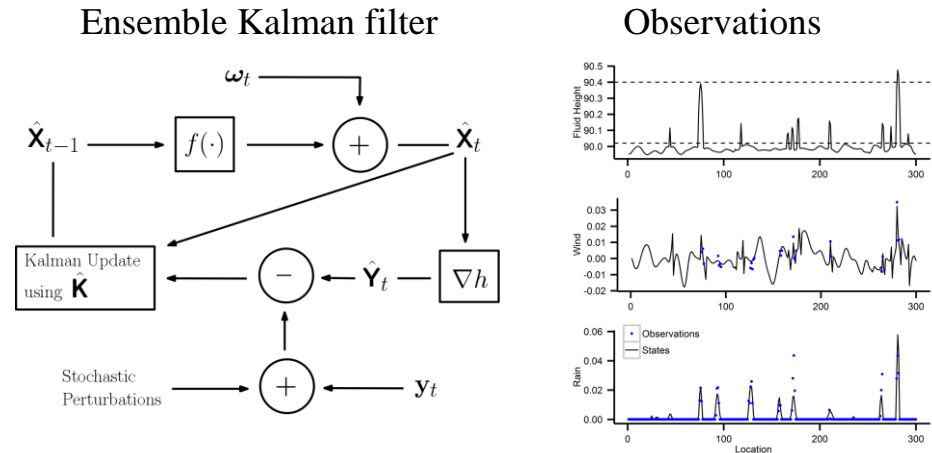 Ensemble Kalman filter
Observations
ω_t
X̂_{t−1}
f(·)
+
X̂_t
Kalman Update
using K̂
−
Ŷ_t
∇h
Stochastic
Perturbations
+
y_t
90.5
90.4
90.3
90.2
90.1
90.0
Fluid Height
0
100
200
300
0.03
0.02
0.01
0.00
-0.01
-0.02
Wind
0
100
200
300
0.06
0.04
0.02
0.00
Rain
Observations
States
0
100
200
300
Location